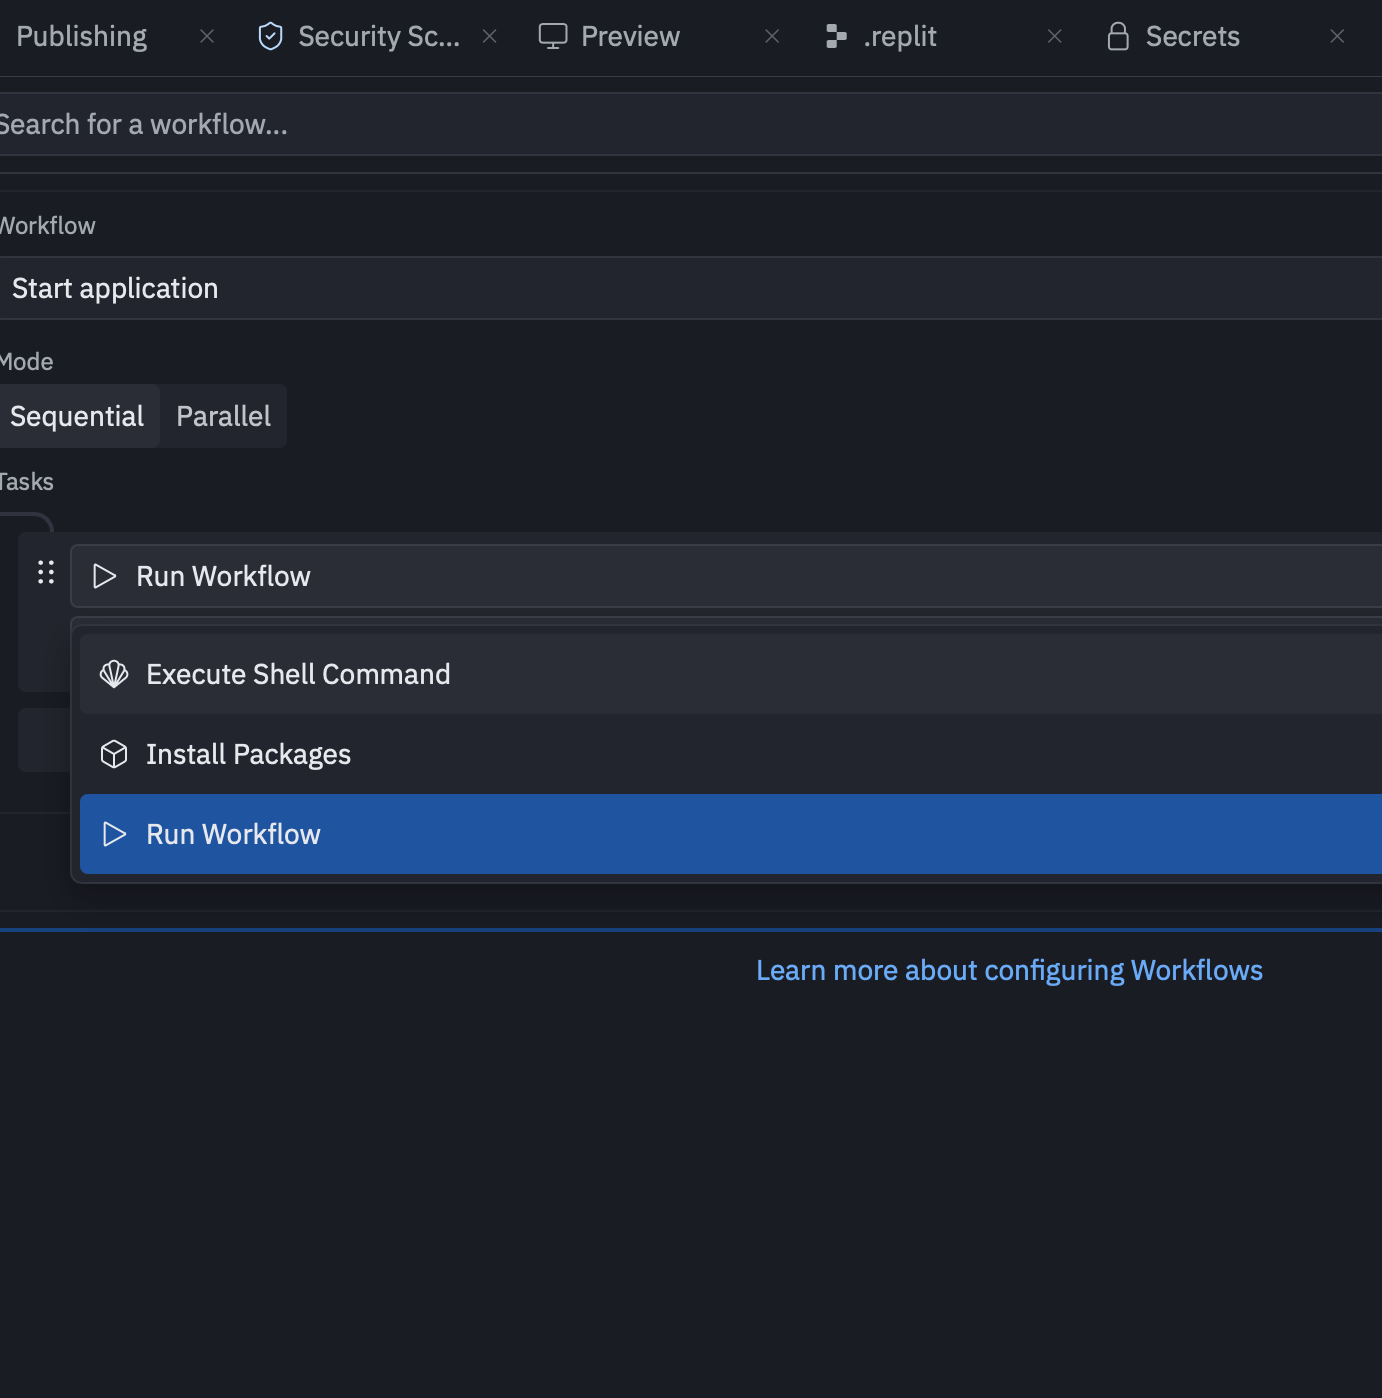 Publishing
Security Sc...
Preview
.replit
Secrets
Search for a workflow...
Workflow
Start application
Mode
Sequential
Parallel
Tasks
Run Workflow
Execute Shell Command
Install Packages
Run Workflow
Learn more about configuring Workflows